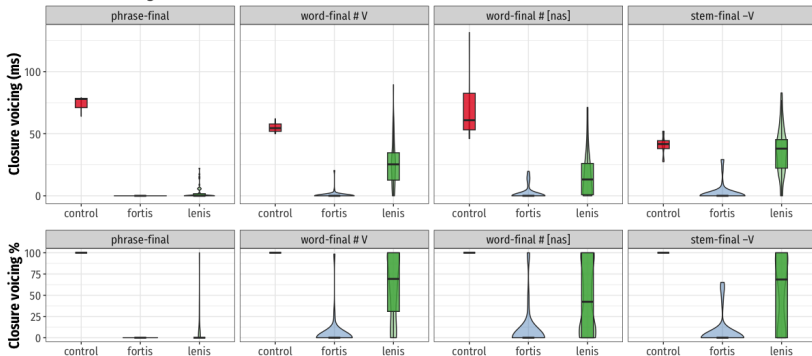 phrase-final word-final # V word-final # [nas] stem-final –V
Closure voicing (ms)
100
50
0
control fortis lenis control fortis lenis control fortis lenis control fortis lenis
phrase-final word-final # V word-final # [nas] stem-final –V
Closure voicing %
100
75
50
25
0
control fortis lenis control fortis lenis control fortis lenis control fortis lenis